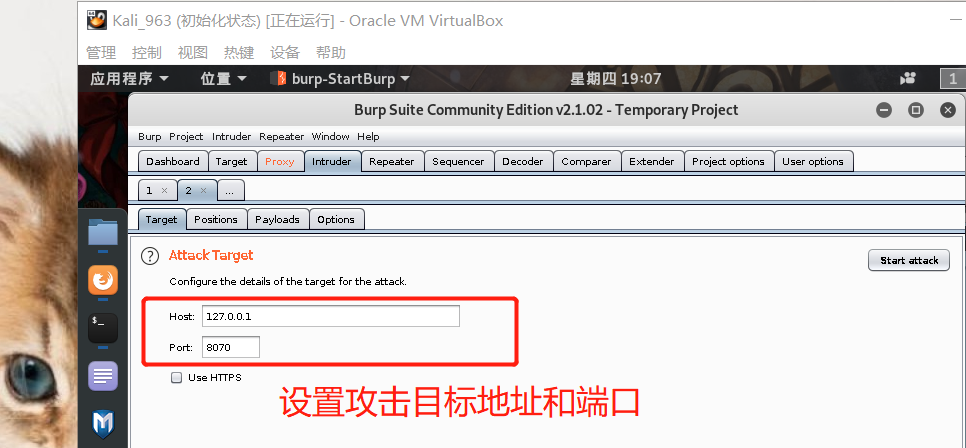 Kali_963 (初始化状态) [正在运行] - Oracle VM VirtualBox
管理 控制 视图 热键 设备 帮助
应用程序 位置 burp-StartBurp 星期四 19:07 1
Burp Suite Community Edition v2.1.02 - Temporary Project
Burp Project Intruder Repeater Window Help
Dashboard Target Proxy Intruder Repeater Sequencer Decoder Comparer Extender Project options User options
1 × 2 × ...
Target Positions Payloads Options
? Attack Target Start attack
Configure the details of the target for the attack.
Host: 127.0.0.1
Port: 8070
Use HTTPS
设置攻击目标地址和端口